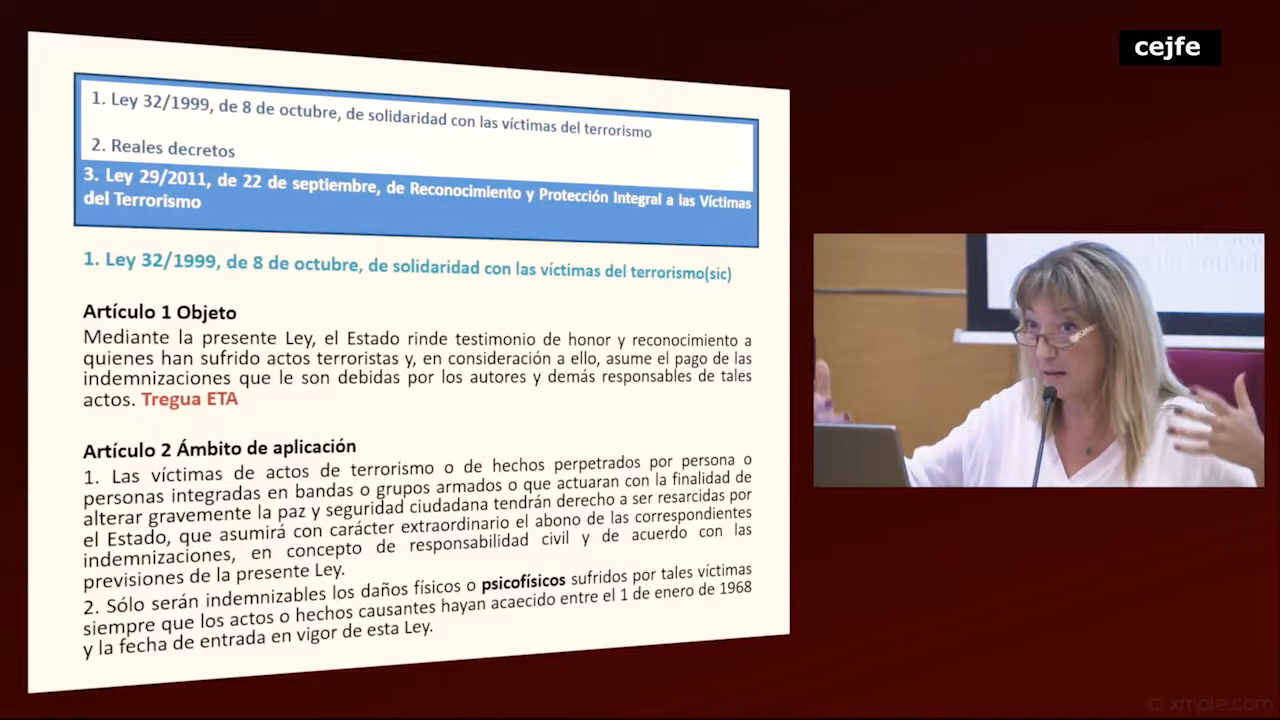 cejfe
1. Ley 32/1999, de 8 de octubre, de solidaridad con las víctimas del terrorismo
2. Reales decretos
3. Ley 29/2011, de 22 de septiembre, de Reconocimiento y Protección Integral a las Víctimas
del Terrorismo
1. Ley 32/1999, de 8 de octubre, de solidaridad con las víctimas del terrorismo(sic)
Artículo 1 Objeto
Mediante la presente Ley, el Estado rinde testimonio de honor y reconocimiento a
quienes han sufrido actos terroristas y, en consideración a ello, asume el pago de las
indemnizaciones que le son debidas por los autores y demás responsables de tales
actos. Tregua ETA
Artículo 2 Ámbito de aplicación
1. Las víctimas de actos de terrorismo o de hechos perpetrados por persona o
personas integradas en bandas o grupos armados o que actuaran con la finalidad de
alterar gravemente la paz y seguridad ciudadana tendrán derecho a ser resarcidas por
el Estado, que asumirá con carácter extraordinario el abono de las correspondientes
indemnizaciones, en concepto de responsabilidad civil y de acuerdo con las
previsiones de la presente Ley.
2. Sólo serán indemnizables los daños físicos o psicofísicos sufridos por tales víctimas
siempre que los actos o hechos causantes hayan acaecido entre el 1 de enero de 1968
y la fecha de entrada en vigor de esta Ley.
© xmple.com